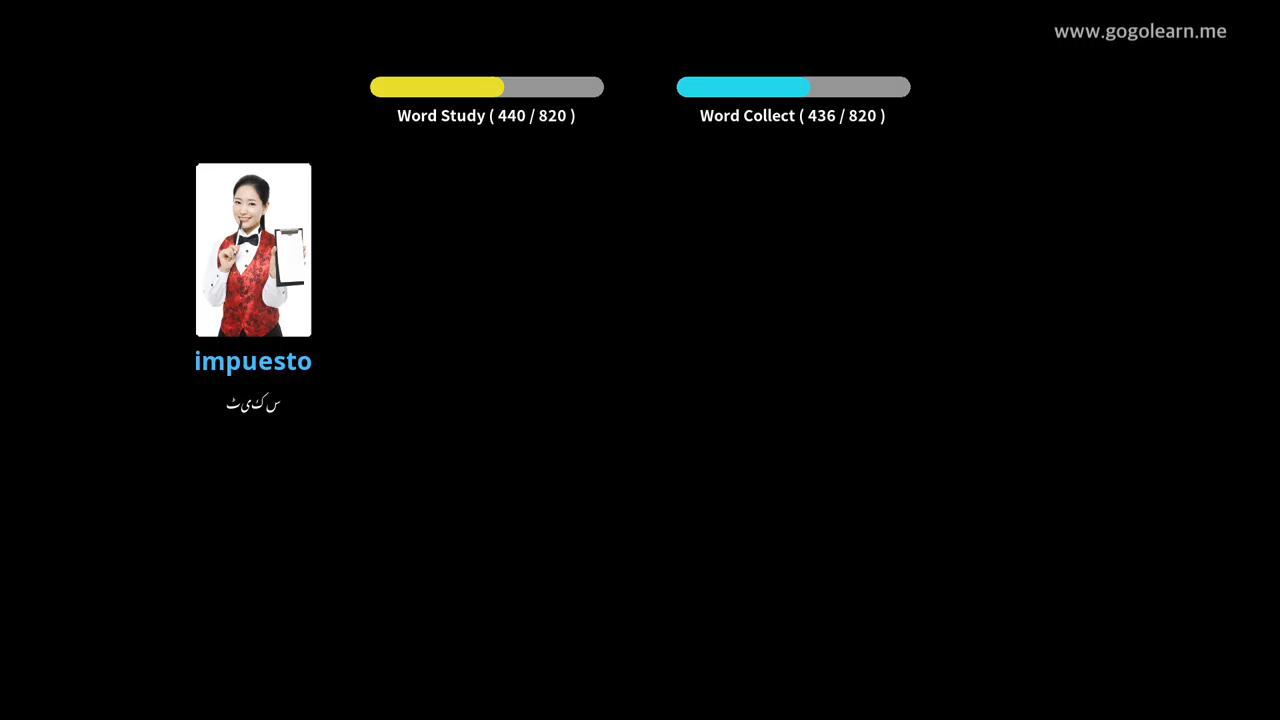 www.gogolearn.me
Word Study ( 440 / 820 )
Word Collect ( 436 / 820 )
impuesto
س ک ی ٹ